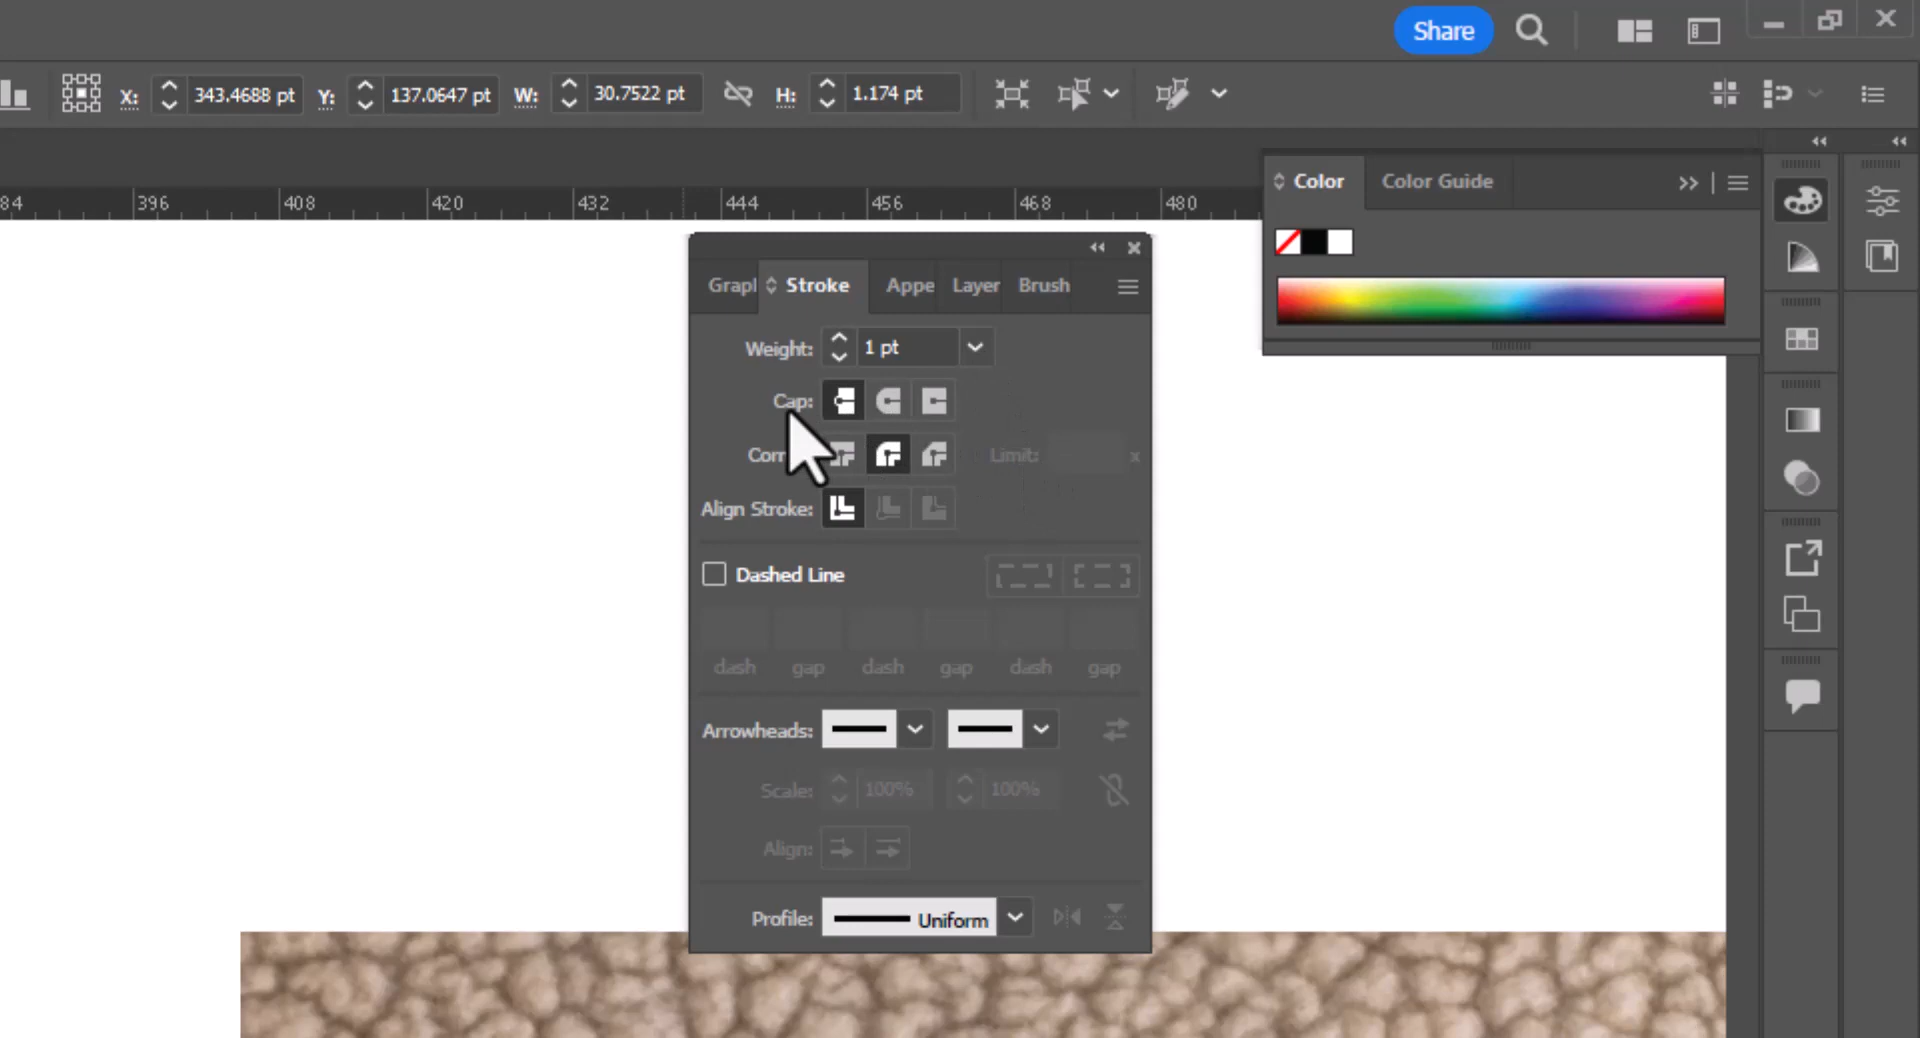 Share
X: 343.4688 pt Y: 137.0647 pt W: 30.7522 pt H: 1.174 pt
84 396 408 420 432 444 456 468 480
Color Color Guide
Grapl Stroke Appe Layer Brush
Weight: 1 pt
Cap:
Corn Limit: x
Align Stroke:
Dashed Line
dash gap dash gap dash gap
Arrowheads:
Scale: 100% 100%
Align:
Profile: Uniform